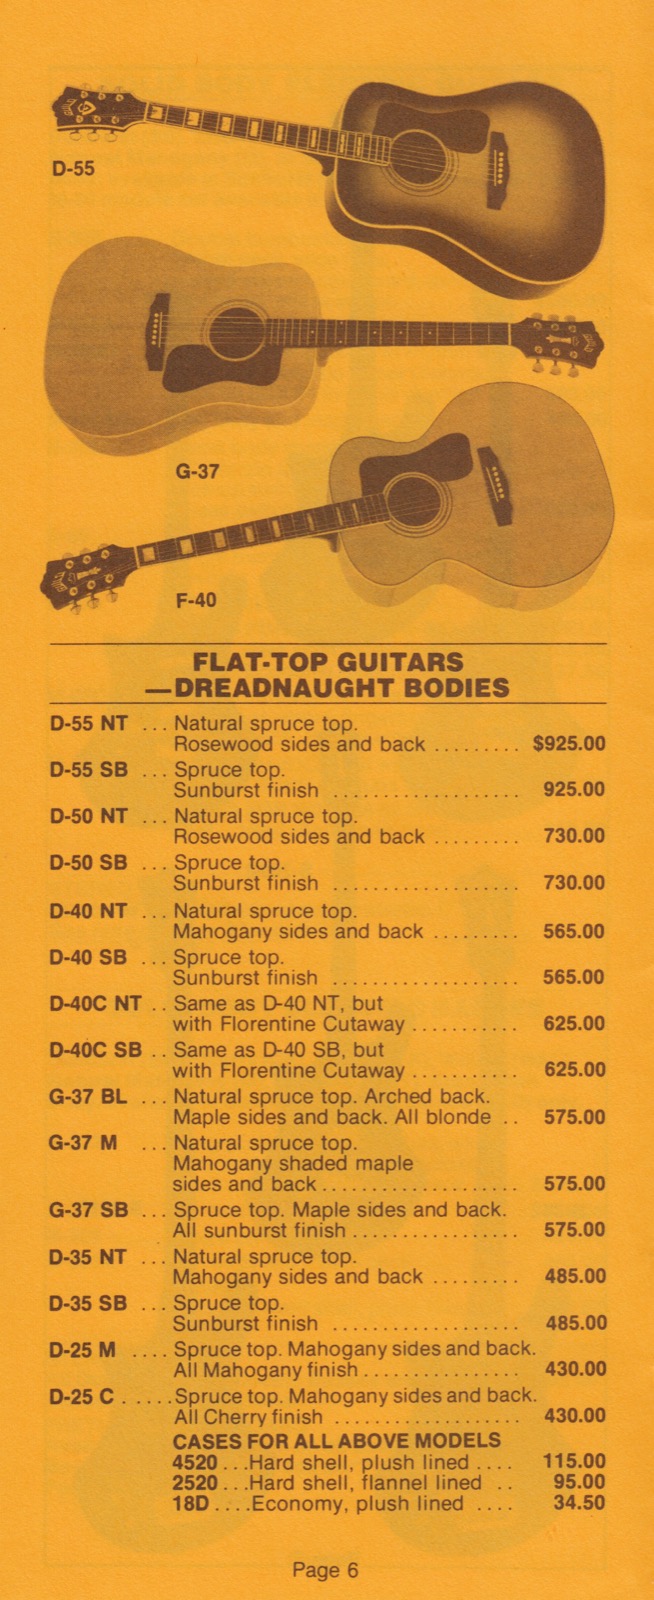 D-55
G-37
F-40
FLAT-TOP GUITARS
—DREADNAUGHT BODIES
D-55 NT ... Natural spruce top.
Rosewood sides and back ......... $925.00
D-55 SB ... Spruce top.
Sunburst finish ................... 925.00
D-50 NT ... Natural spruce top.
Rosewood sides and back ......... 730.00
D-50 SB ... Spruce top.
Sunburst finish ................... 730.00
D-40 NT ... Natural spruce top.
Mahogany sides and back ......... 565.00
D-40 SB ... Spruce top.
Sunburst finish ................... 565.00
D-40C NT .. Same as D-40 NT, but
with Florentine Cutaway ........... 625.00
D-40C SB .. Same as D-40 SB, but
with Florentine Cutaway ........... 625.00
G-37 BL ... Natural spruce top. Arched back.
Maple sides and back. All blonde .. 575.00
G-37 M ... Natural spruce top.
Mahogany shaded maple
sides and back .................... 575.00
G-37 SB ... Spruce top. Maple sides and back.
All sunburst finish ................. 575.00
D-35 NT ... Natural spruce top.
Mahogany sides and back ......... 485.00
D-35 SB ... Spruce top.
Sunburst finish ................... 485.00
D-25 M .... Spruce top. Mahogany sides and back.
All Mahogany finish ................ 430.00
D-25 C ..... Spruce top. Mahogany sides and back.
All Cherry finish ................... 430.00
CASES FOR ALL ABOVE MODELS
4520 ... Hard shell, plush lined .... 115.00
2520 ... Hard shell, flannel lined .. 95.00
18D .... Economy, plush lined .... 34.50
Page 6